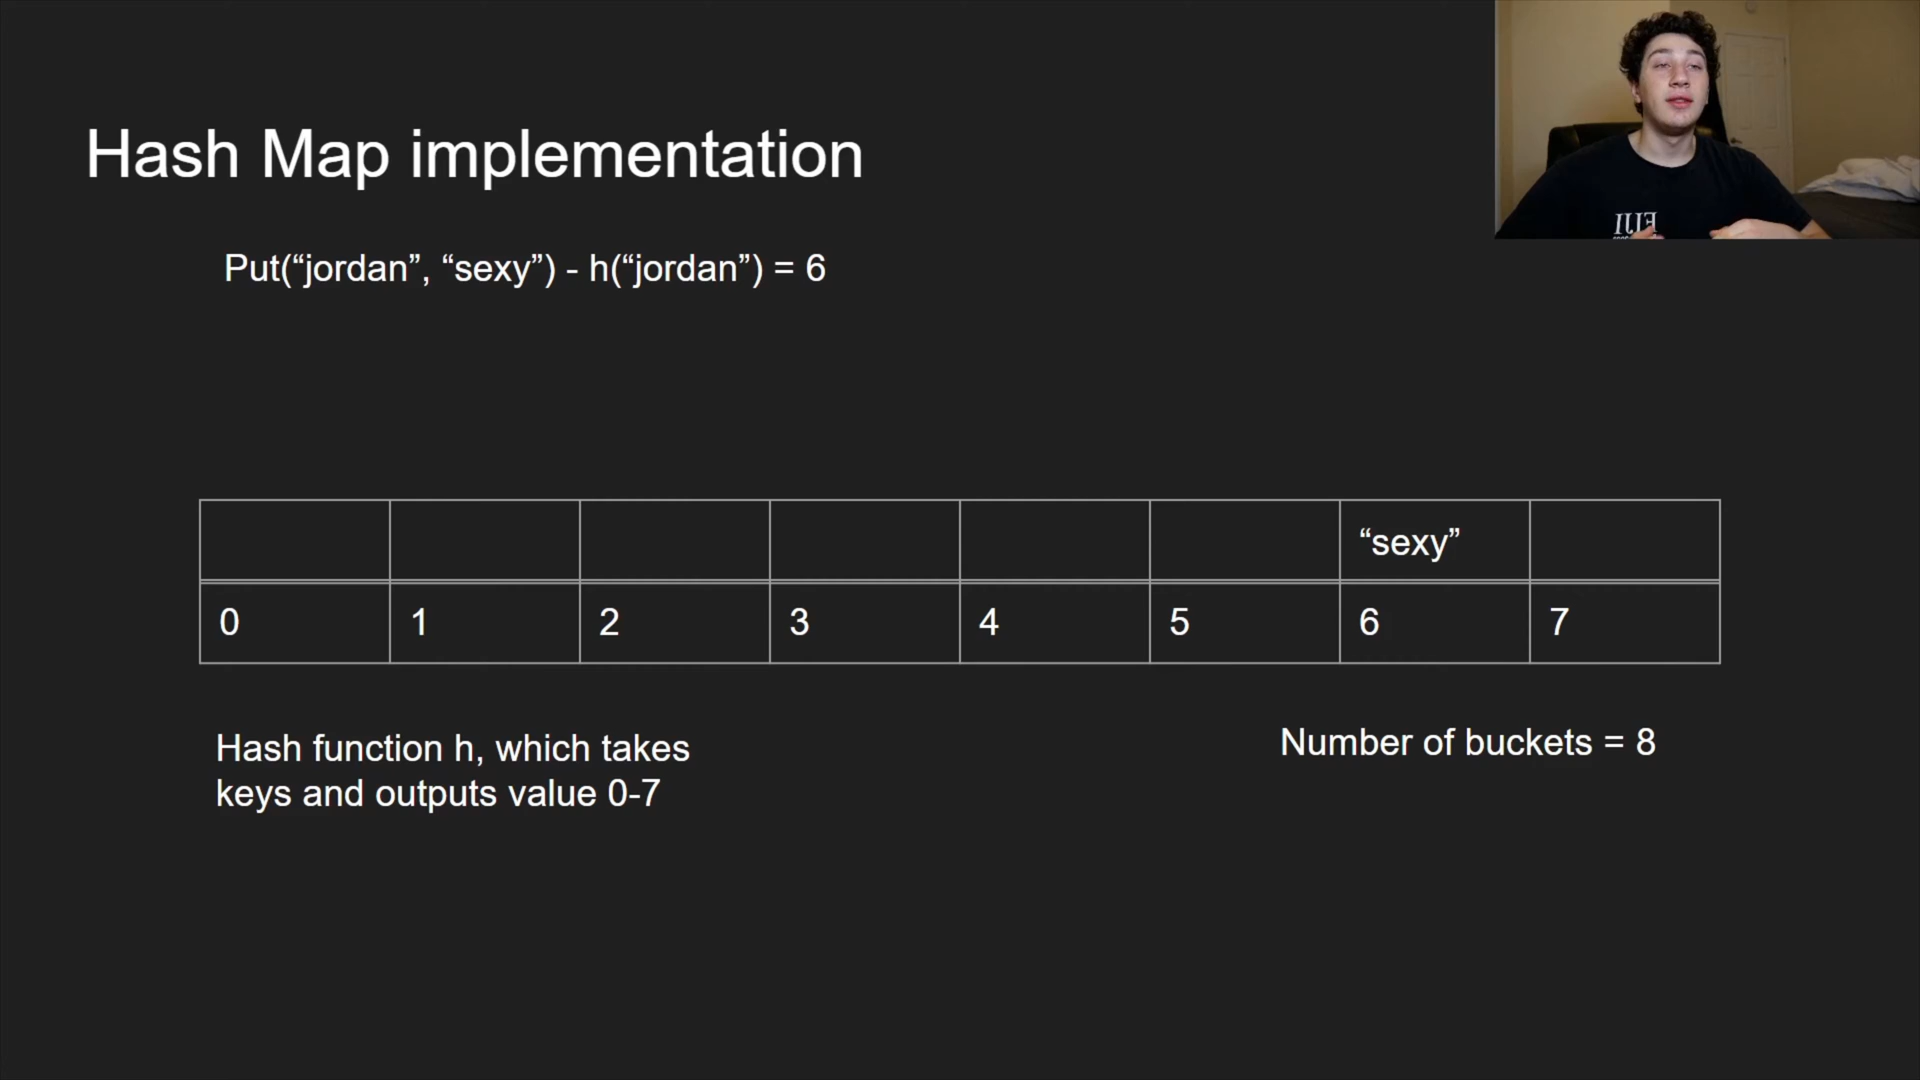 Hash Map implementation
Put(“jordan”, “sexy”) - h(“jordan”) = 6
“sexy”
0 1 2 3 4 5 6 7
Hash function h, which takes
keys and outputs value 0-7
Number of buckets = 8